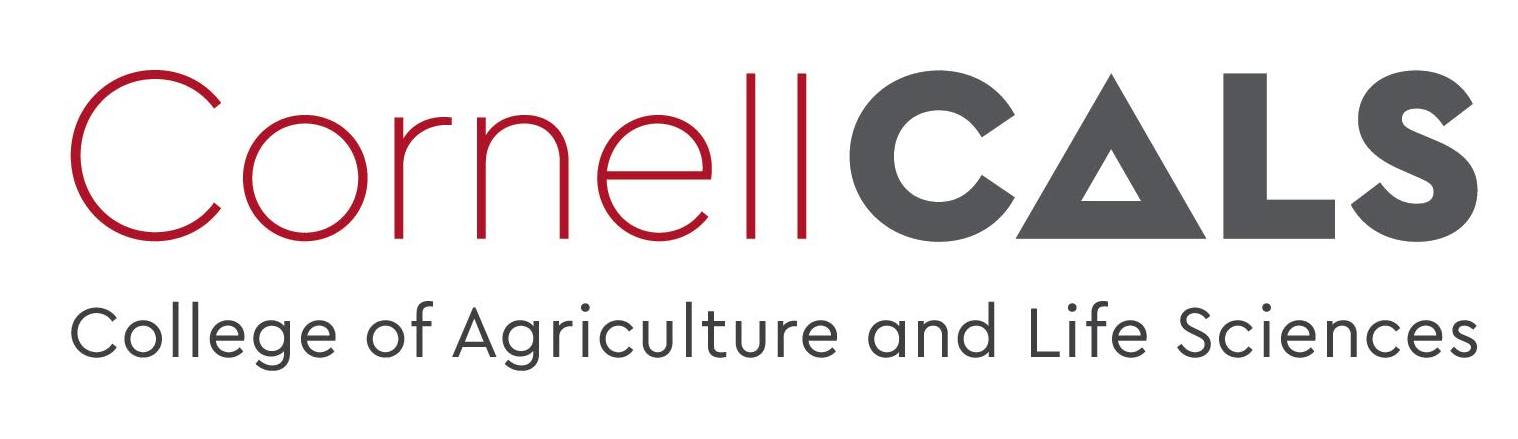 CornellCALS
College of Agriculture and Life Sciences